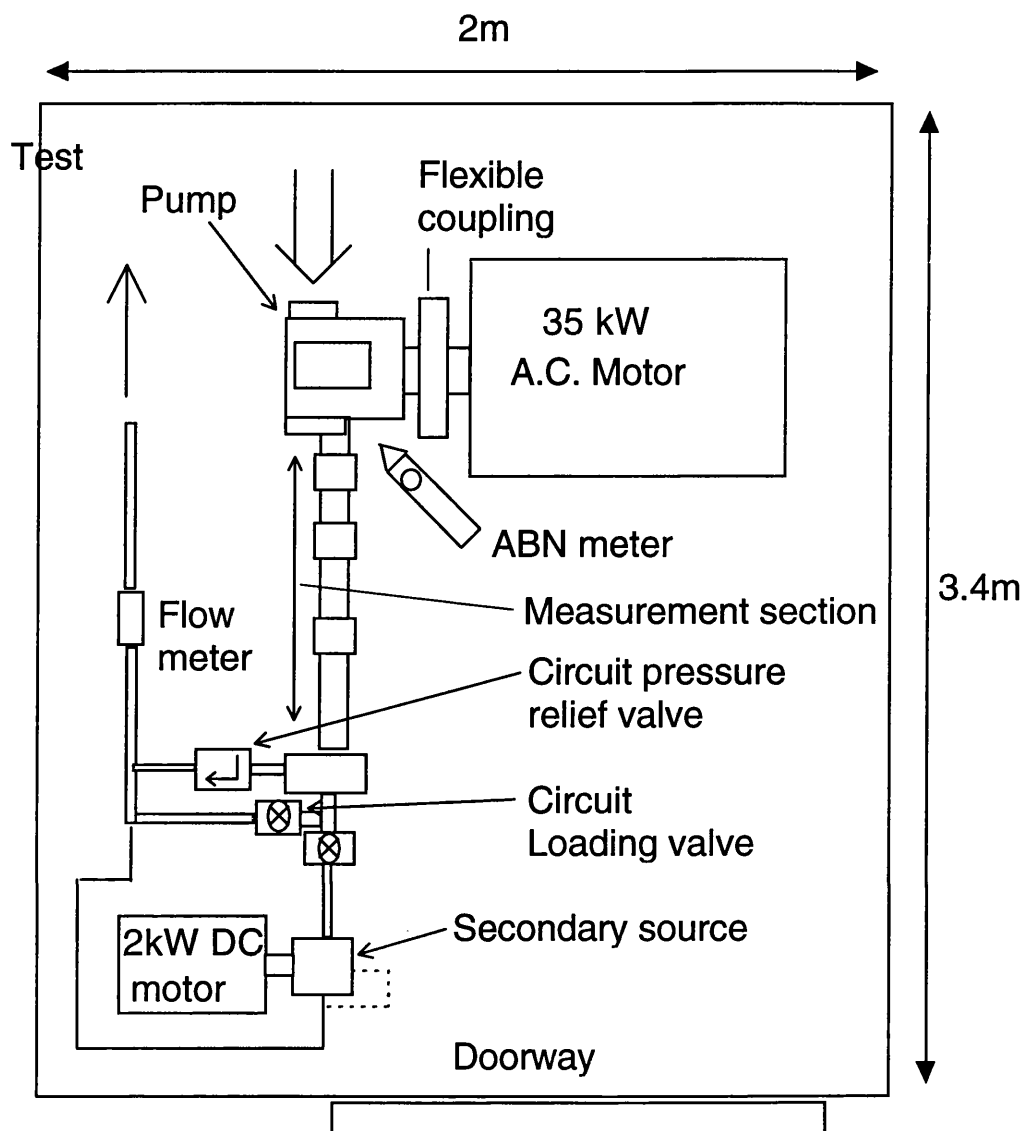 2m
Test
Pump
Flexible
coupling
35 kW
A.C. Motor
ABN meter
3.4m
Measurement section
Flow
meter
Circuit pressure
relief valve
Circuit
Loading valve
Secondary source
2kW DC
motor
Doorway